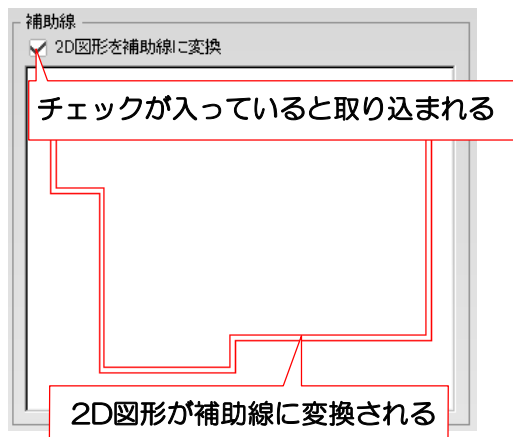 補助線
2D図形を補助線に変換
チェックが入っていると取り込まれる
2D図形が補助線に変換される